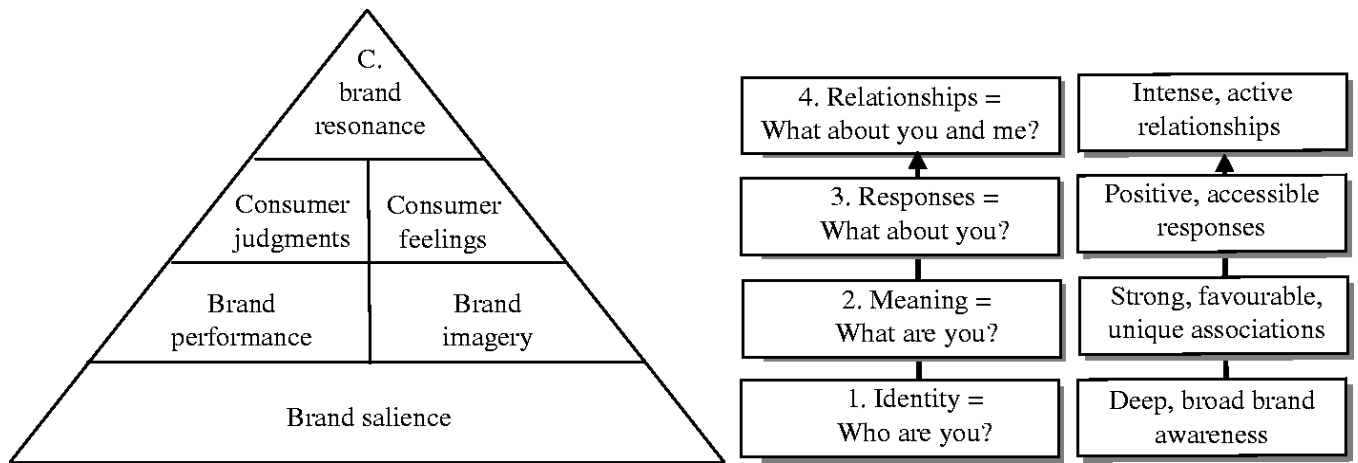 C.
brand
resonance
Consumer
judgments
Consumer
feelings
Brand
performance
Brand
imagery
Brand salience
4. Relationships =
What about you and me?
3. Responses =
What about you?
2. Meaning =
What are you?
1. Identity =
Who are you?
Intense, active
relationships
Positive, accessible
responses
Strong, favourable,
unique associations
Deep, broad brand
awareness